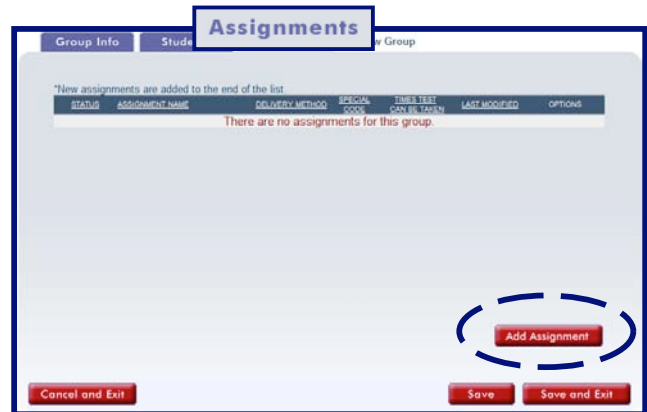 Assignments
Group Info Stude w Group
*New assignments are added to the end of the list.
STATUS ASSIGNMENT NAME DELIVERY METHOD SPECIAL CODE TIMES TEST CAN BE TAKEN LAST MODIFIED OPTIONS
There are no assignments for this group.
Add Assignment
Cancel and Exit Save Save and Exit